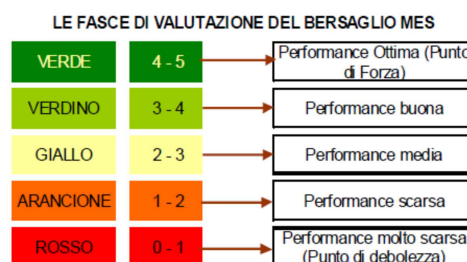 LE FASCE DI VALUTAZIONE DEL BERSAGLIO MES
VERDE 4 - 5 Performance Ottima (Punto
di Forza)
VERDINO 3 - 4 Performance buona
GIALLO 2 - 3 Performance media
ARANCIONE 1 - 2 Performance scarsa
ROSSO 0 - 1 Performance molto scarsa
(Punto di debolezza)